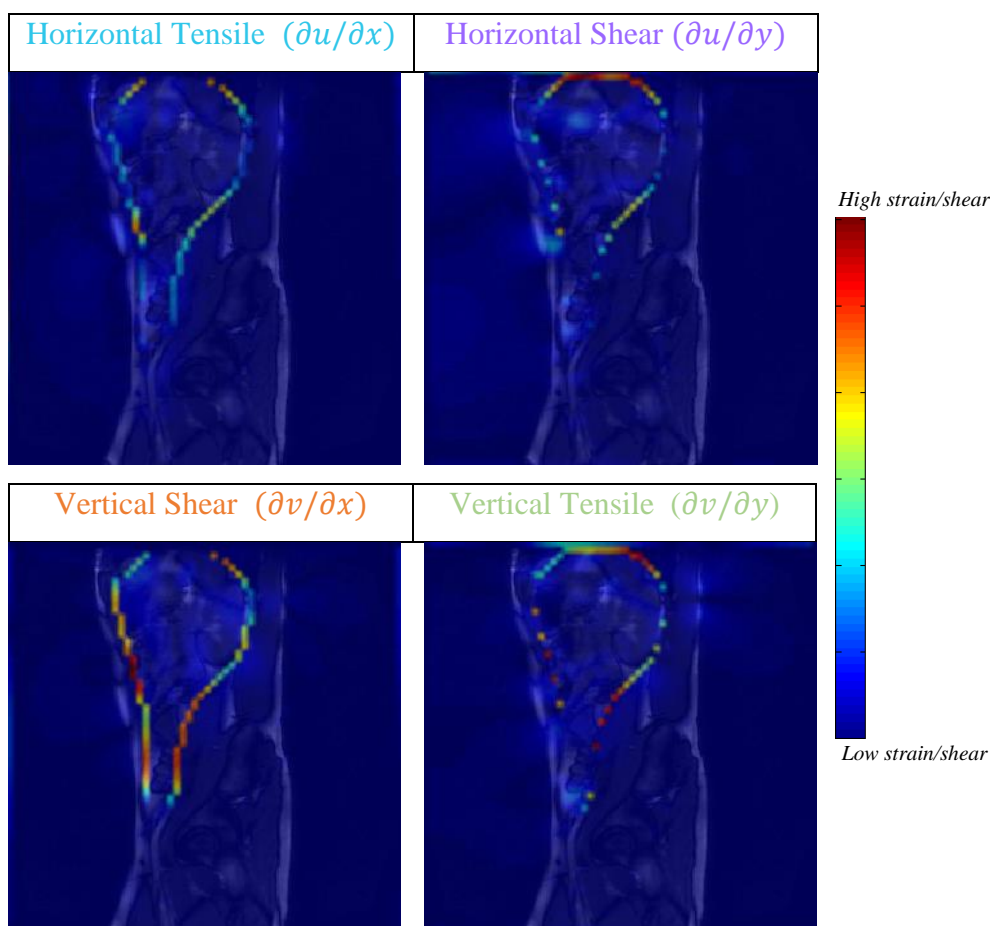 Horizontal Tensile (∂u/∂x)
Horizontal Shear (∂u/∂y)
High strain/shear
Vertical Shear (∂v/∂x)
Vertical Tensile (∂v/∂y)
Low strain/shear